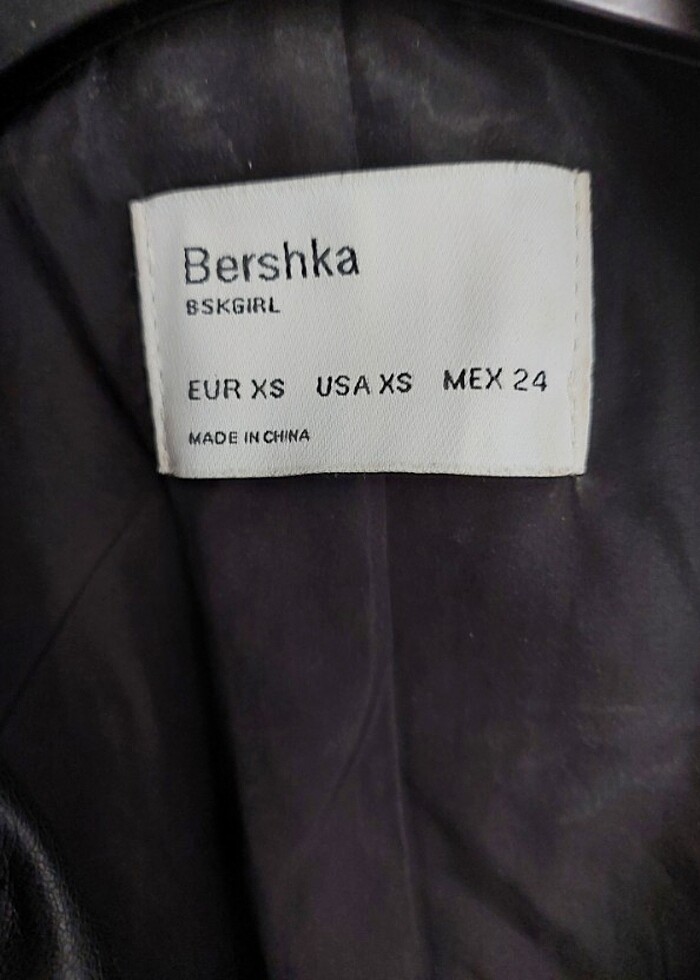 Bershka
BSKGIRL
EUR XS USA XS MEX 24
MADE IN CHINA